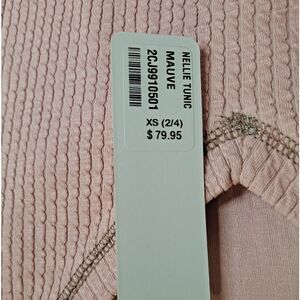 NELLIE TUNIC
MAUVE
2CJ9910501
XS (2/4)
$ 79.95